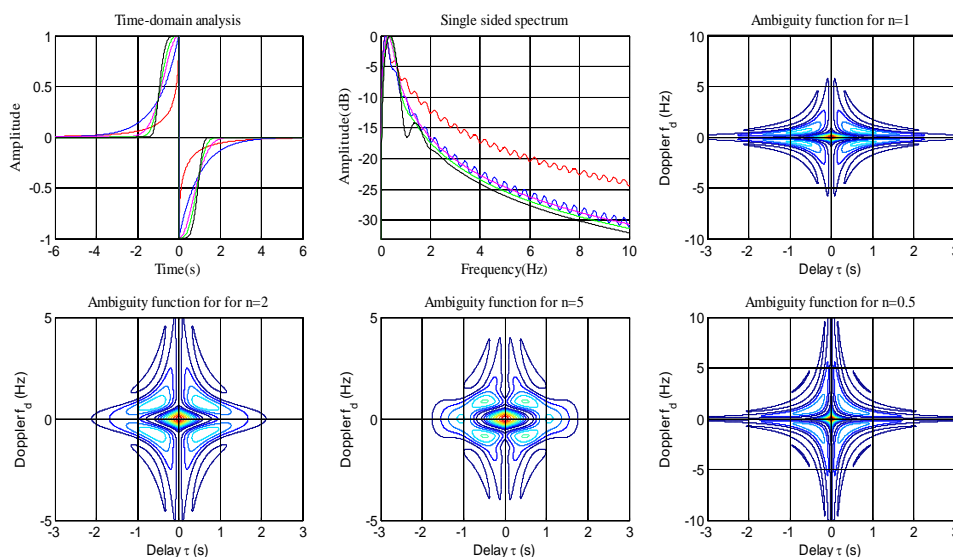 Time-domain analysis
Amplitude
1
0.5
0
-0.5
-1
-6 -4 -2 0 2 4 6
Time(s)
Single sided spectrum
Amplitude(dB)
0
-5
-10
-15
-20
-25
-30
0 2 4 6 8 10
Frequency(Hz)
Ambiguity function for n=1
Doppler f_d (Hz)
10
5
0
-5
-10
-3 -2 -1 0 1 2 3
Delay τ (s)
Ambiguity function for for n=2
Doppler f_d (Hz)
5
0
-5
-3 -2 -1 0 1 2 3
Delay τ (s)
Ambiguity function for n=5
Doppler f_d (Hz)
5
0
-5
-3 -2 -1 0 1 2 3
Delay τ (s)
Ambiguity function for n=0.5
Doppler f_d (Hz)
10
5
0
-5
-10
-3 -2 -1 0 1 2 3
Delay τ (s)